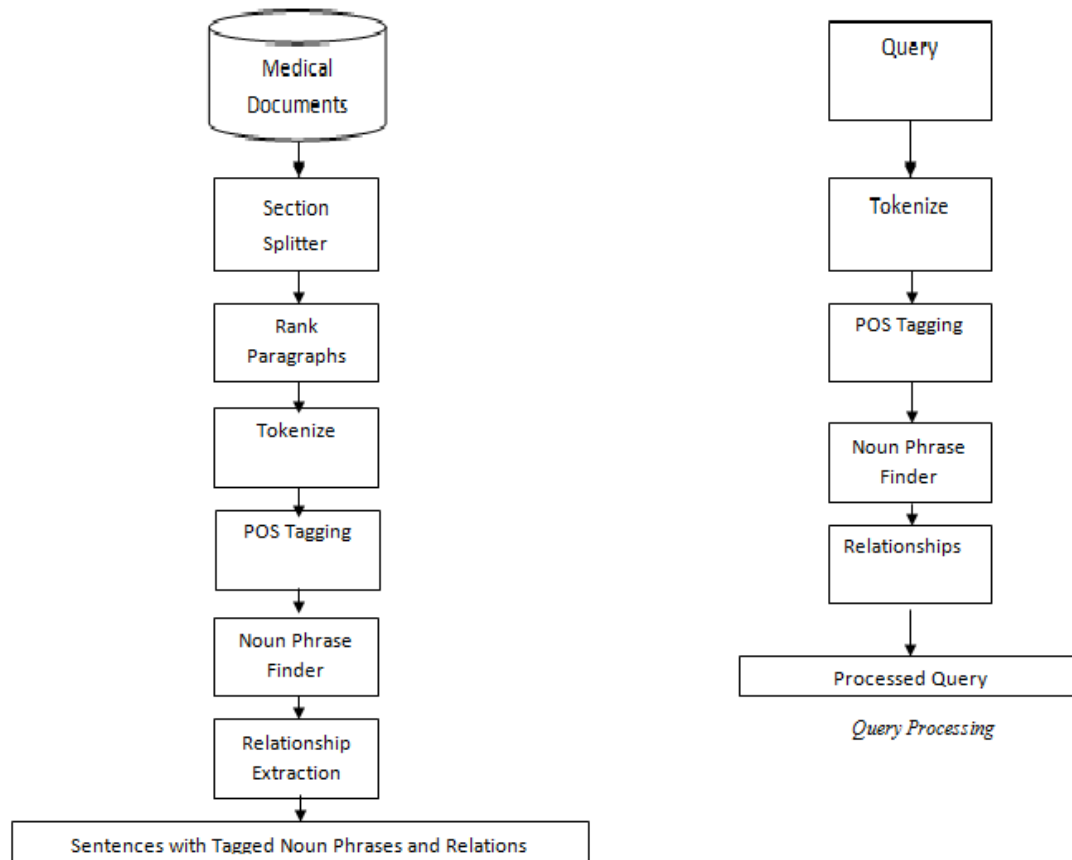 Medical
Documents
Section
Splitter
Rank
Paragraphs
Tokenize
POS Tagging
Noun Phrase
Finder
Relationship
Extraction
Sentences with Tagged Noun Phrases and Relations
Query
Tokenize
POS Tagging
Noun Phrase
Finder
Relationships
Processed Query
Query Processing